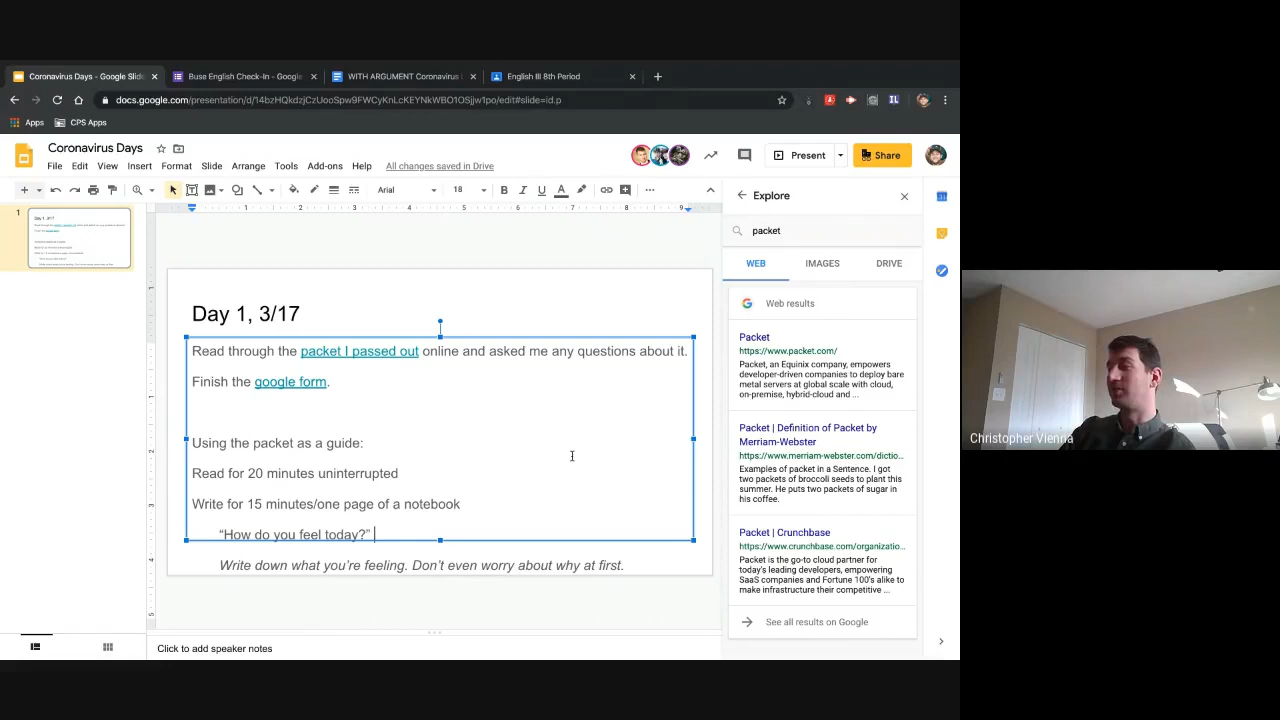 Coronavirus Days - Google Slide
Buse English Check-In - Google
WITH ARGUMENT Coronavirus
English III 8th Period
docs.google.com/presentation/d/14bzHQkdzjCzUooSpw9FWCyKnLcKEYNkWBO1OSjjw1po/edit#slide=id.p
Apps
CPS Apps
Coronavirus Days
File Edit View Insert Format Slide Arrange Tools Add-ons Help All changes saved in Drive
Present
Share
Arial
18
B I U A
Explore
packet
WEB IMAGES DRIVE
Web results
Packet
https://www.packet.com/
Packet, an Equinix company, empowers
developer-driven companies to deploy bare
metal servers at global scale with cloud,
on-premise, hybrid-cloud and ...
Packet | Definition of Packet by
Merriam-Webster
https://www.merriam-webster.com/dictio...
Examples of packet in a Sentence. I got
two packets of broccoli seeds to plant this
summer. He puts two packets of sugar in
his coffee.
Packet | Crunchbase
https://www.crunchbase.com/organizatio...
Packet is the go-to cloud partner for
today's leading developers, empowering
SaaS companies and Fortune 100's alike to
make infrastructure their competitive ...
See all results on Google
1
Day 1, 3/17
Read through the packet I passed out online and asked me any questions about it.
Finish the google form.
Using the packet as a guide:
Read for 20 minutes uninterrupted
Write for 15 minutes/one page of a notebook
“How do you feel today?”
Write down what you’re feeling. Don’t even worry about why at first.
Click to add speaker notes
Christopher Vienna